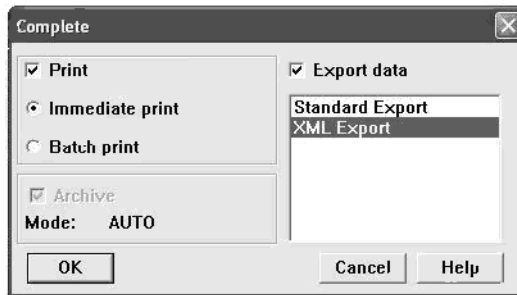 Complete
Print
Immediate print
Batch print
Archive
Mode: AUTO
Export data
Standard Export
XML Export
OK
Cancel
Help